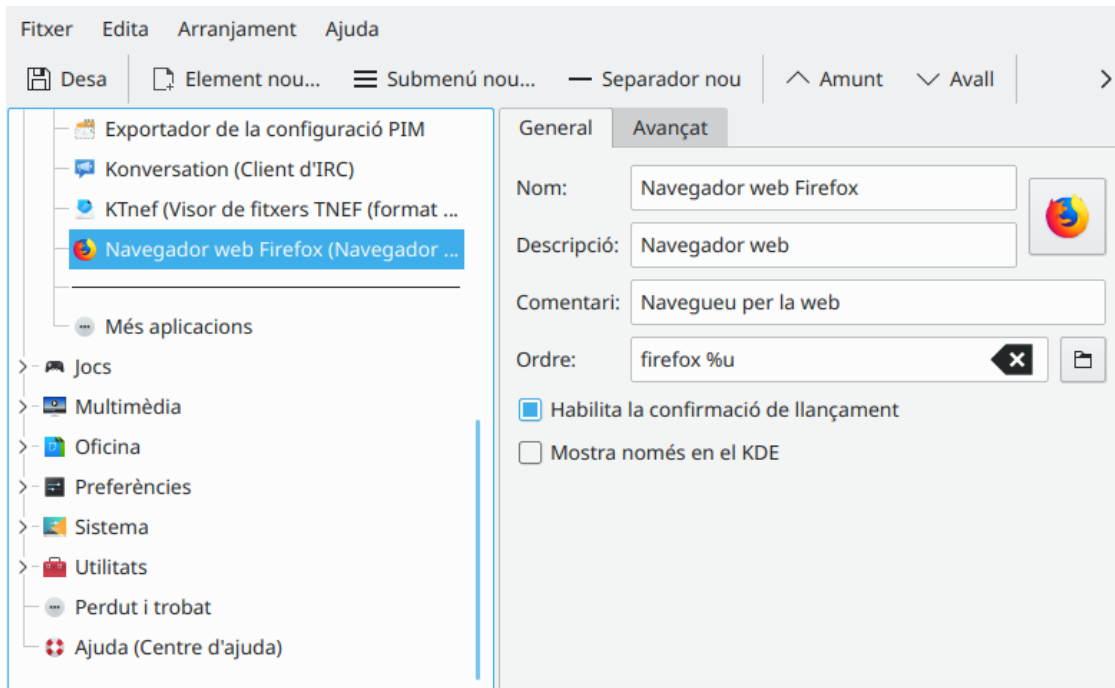 Fitxer Edita Arranjament Ajuda
Desa Element nou... Submenú nou... Separador nou Amunt Avall
Exportador de la configuració PIM
Konversation (Client d'IRC)
KTnef (Visor de fitxers TNEF (format ...
Navegador web Firefox (Navegador ...
Més aplicacions
Jocs
Multimèdia
Oficina
Preferències
Sistema
Utilitats
Perdut i trobat
Ajuda (Centre d'ajuda)
General Avançat
Nom: Navegador web Firefox
Descripció: Navegador web
Comentari: Navegueu per la web
Ordre: firefox %u
Habilita la confirmació de llançament
Mostra només en el KDE